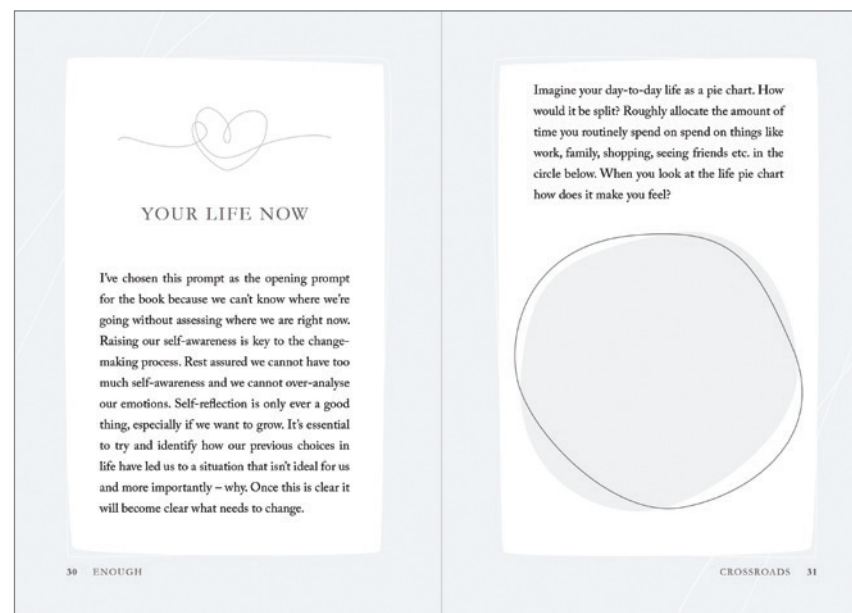 YOUR LIFE NOW
I've chosen this prompt as the opening prompt
for the book because we can't know where we're
going without assessing where we are right now.
Raising our self-awareness is key to the change-
making process. Rest assured we cannot have too
much self-awareness and we cannot over-analyse
our emotions. Self-reflection is only ever a good
thing, especially if we want to grow. It's essential
to try and identify how our previous choices in
life have led us to a situation that isn't ideal for us
and more importantly – why. Once this is clear it
will become clear what needs to change.
30 ENOUGH
Imagine your day-to-day life as a pie chart. How
would it be split? Roughly allocate the amount of
time you routinely spend on spend on things like
work, family, shopping, seeing friends etc. in the
circle below. When you look at the life pie chart
how does it make you feel?
CROSSROADS 31